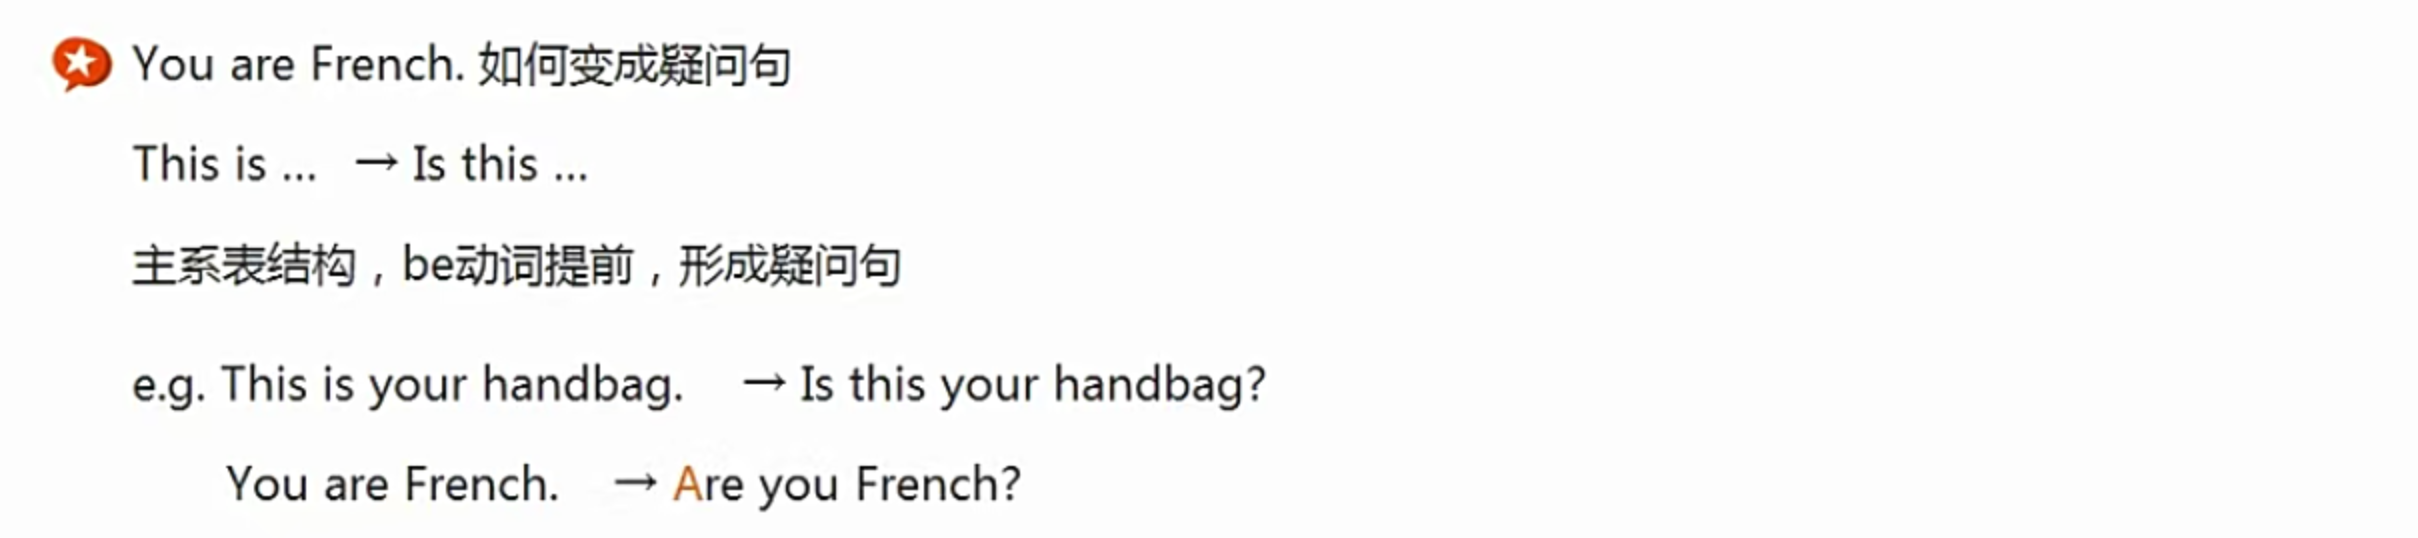 You are French. 如何变成疑问句
This is ... → Is this ...
主系表结构，be动词提前，形成疑问句
e.g. This is your handbag. → Is this your handbag?
You are French. → Are you French?